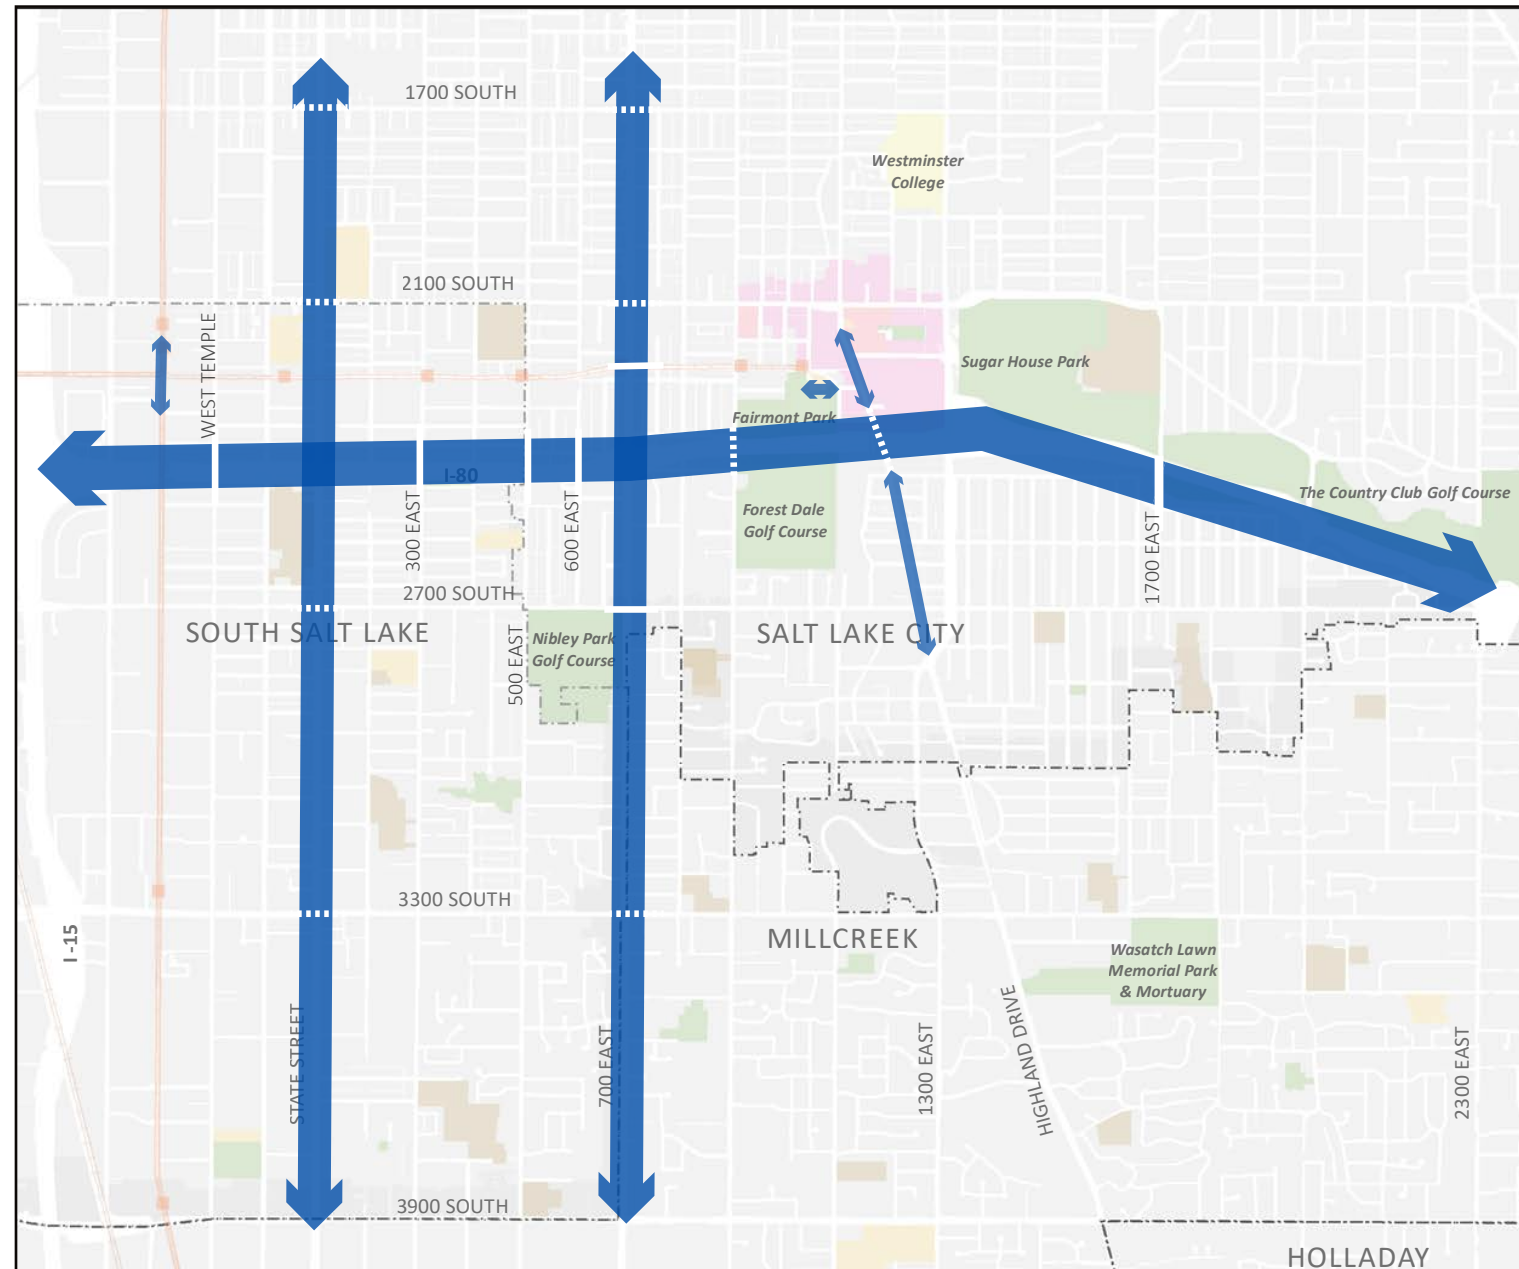 1700 SOUTH
Westminster
College
2100 SOUTH
WEST TEMPLE
Sugar House Park
Fairmont Park
I-80
300 EAST
600 EAST
Forest Dale
Golf Course
The Country Club Golf Course
1700 EAST
2700 SOUTH
SOUTH SALT LAKE
500 EAST
Nibley Park
Golf Course
SALT LAKE CITY
3300 SOUTH
MILLCREEK
I -15
Wasatch Lawn
Memorial Park
& Mortuary
STATE STREET
700 EAST
1300 EAST
HIGHLAND DRIVE
2300 EAST
3900 SOUTH
HOLLADAY